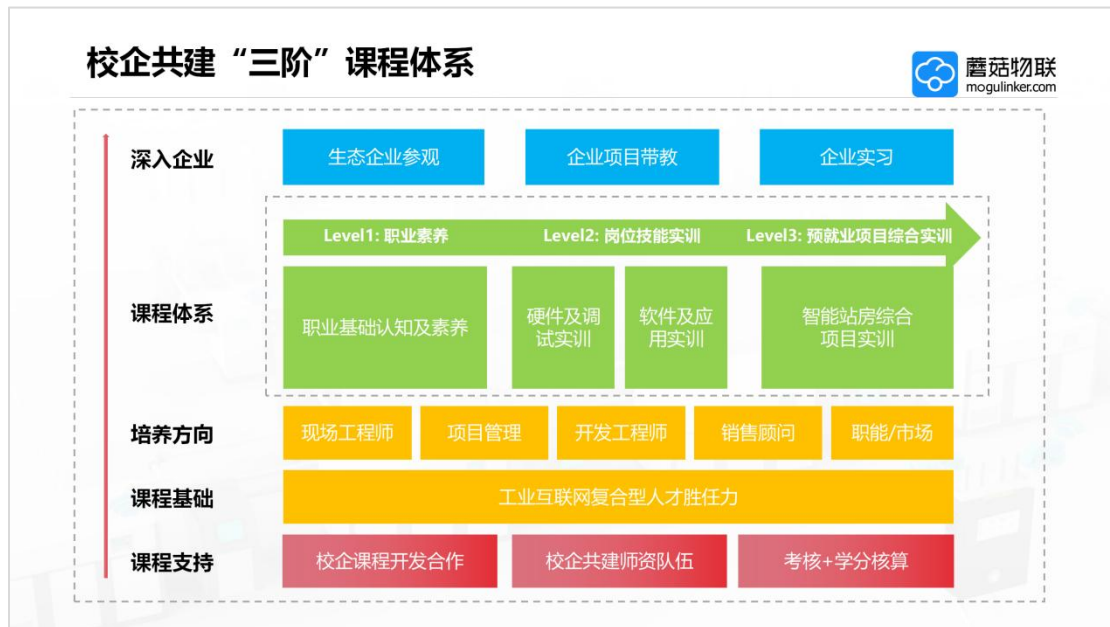 校企共建“三阶”课程体系
蘑菇物联
mogulinker.com
深入企业
生态企业参观
企业项目带教
企业实习
Level1: 职业素养
Level2: 岗位技能实训
Level3: 预就业项目综合实训
课程体系
职业基础认知及素养
硬件及调
试实训
软件及应
用实训
智能站房综合
项目实训
培养方向
现场工程师
项目管理
开发工程师
销售顾问
职能/市场
课程基础
工业互联网复合型人才胜任力
课程支持
校企课程开发合作
校企共建师资队伍
考核+学分核算